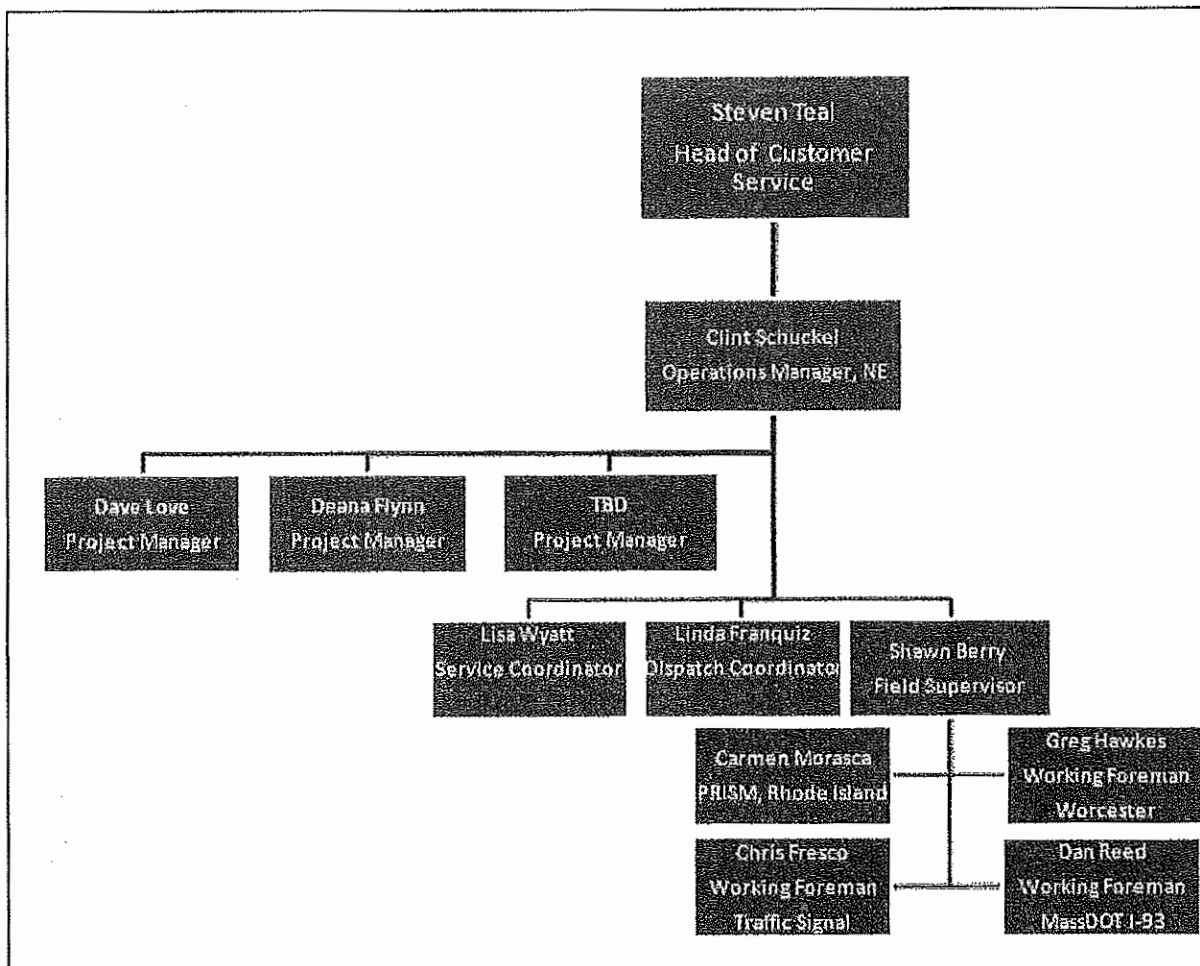 Steven Teal
Head of Customer
Service
Clint Schuckel
Operations Manager, NE
Dave Love
Project Manager
Deana Flynn
Project Manager
TBD
Project Manager
Lisa Wyatt
Service Coordinator
Linda Franquiz
Dispatch Coordinator
Shawn Berry
Field Supervisor
Carmen Morasca
PRISM, Rhode Island
Greg Hawkes
Working Foreman
Worcester
Chris Fresco
Working Foreman
Traffic Signal
Dan Reed
Working Foreman
MassDOT I-93